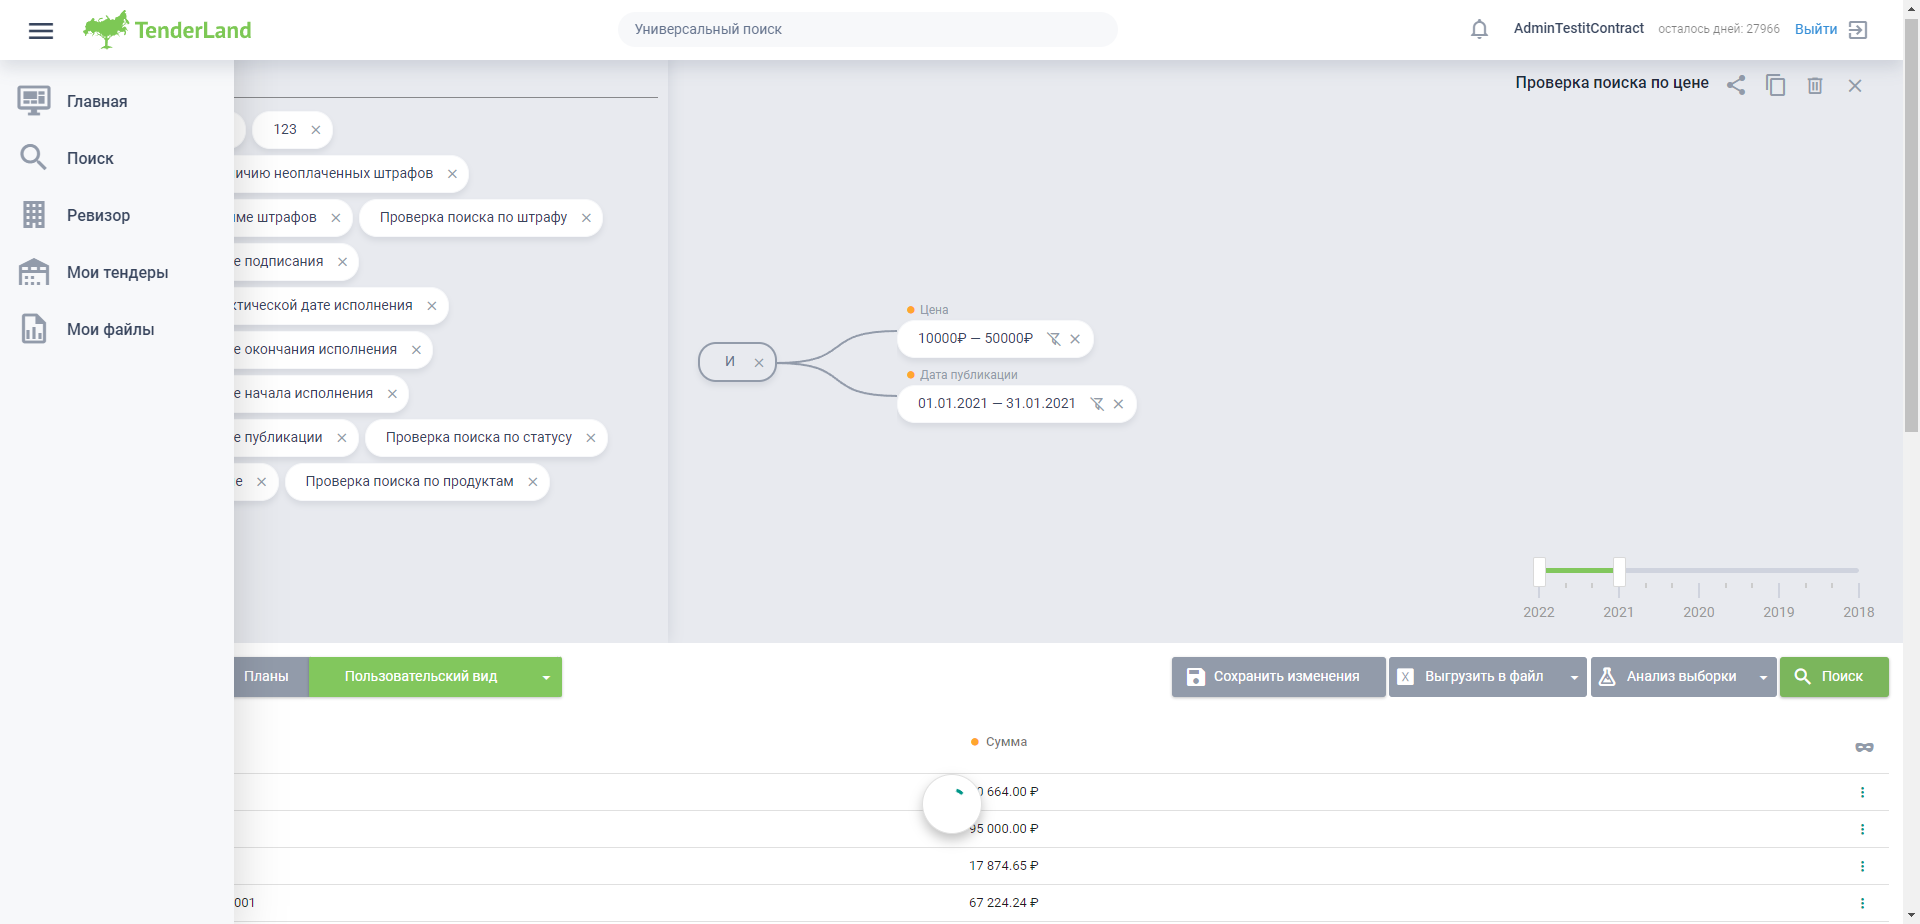 TenderLand
Универсальный поиск
AdminTestitContract
осталось дней: 27966
Выйти
Главная
Поиск
Ревизор
Мои тендеры
Мои файлы
123
ичию неоплаченных штрафов
ме штрафов
Проверка поиска по штрафу
е подписания
ктической дате исполнения
е окончания исполнения
е начала исполнения
е публикации
Проверка поиска по статусу
е
Проверка поиска по продуктам
Проверка поиска по цене
И
Цена
10000₽ — 50000₽
Дата публикации
01.01.2021 — 31.01.2021
2022 2021 2020 2019 2018
Планы
Пользовательский вид
Сохранить изменения
X Выгрузить в файл
Анализ выборки
Поиск
Сумма
0 664.00 ₽
95 000.00 ₽
17 874.65 ₽
001
67 224.24 ₽